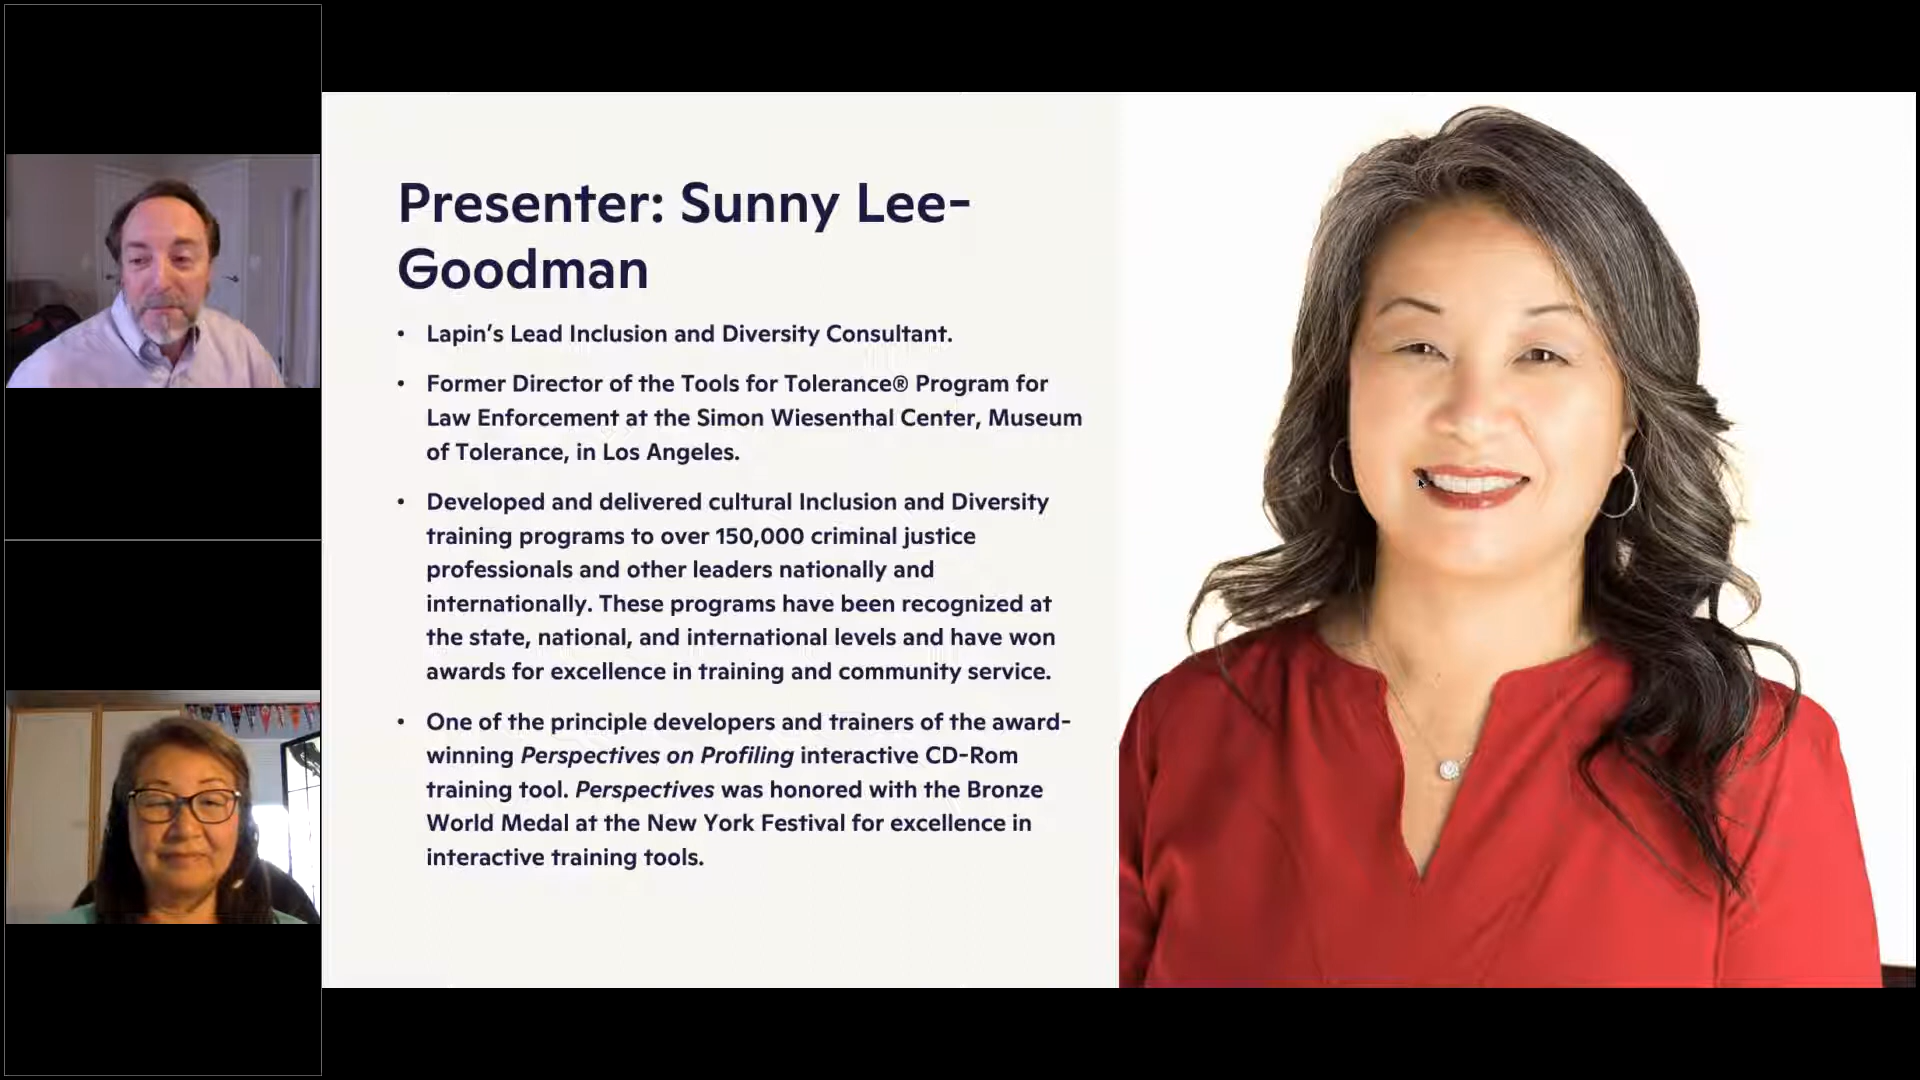 Presenter: Sunny Lee-
Goodman
• Lapin’s Lead Inclusion and Diversity Consultant.
• Former Director of the Tools for Tolerance® Program for
Law Enforcement at the Simon Wiesenthal Center, Museum
of Tolerance, in Los Angeles.
• Developed and delivered cultural Inclusion and Diversity
training programs to over 150,000 criminal justice
professionals and other leaders nationally and
internationally. These programs have been recognized at
the state, national, and international levels and have won
awards for excellence in training and community service.
• One of the principle developers and trainers of the award-
winning Perspectives on Profiling interactive CD-Rom
training tool. Perspectives was honored with the Bronze
World Medal at the New York Festival for excellence in
interactive training tools.